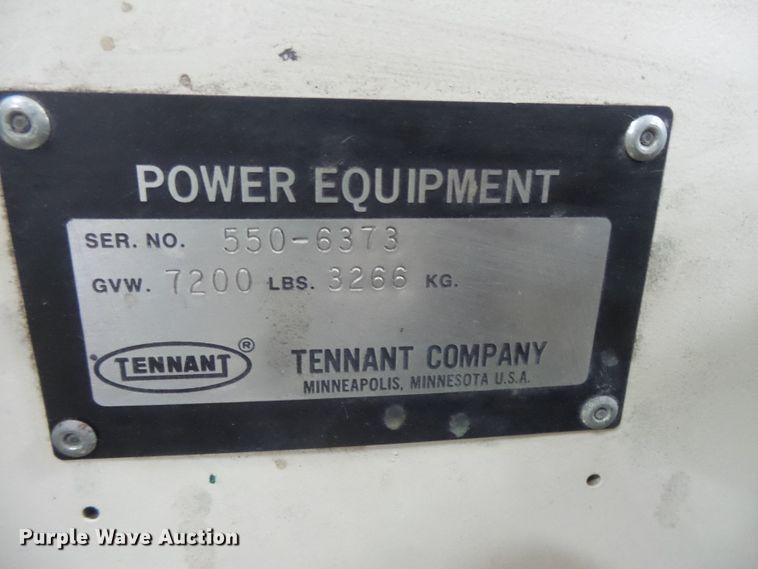 POWER EQUIPMENT
SER. NO. 550-6373
GVW. 7200 LBS. 3266 KG.
TENNANT ®
TENNANT COMPANY
MINNEAPOLIS, MINNESOTA U.S.A.
Purple Wave Auction